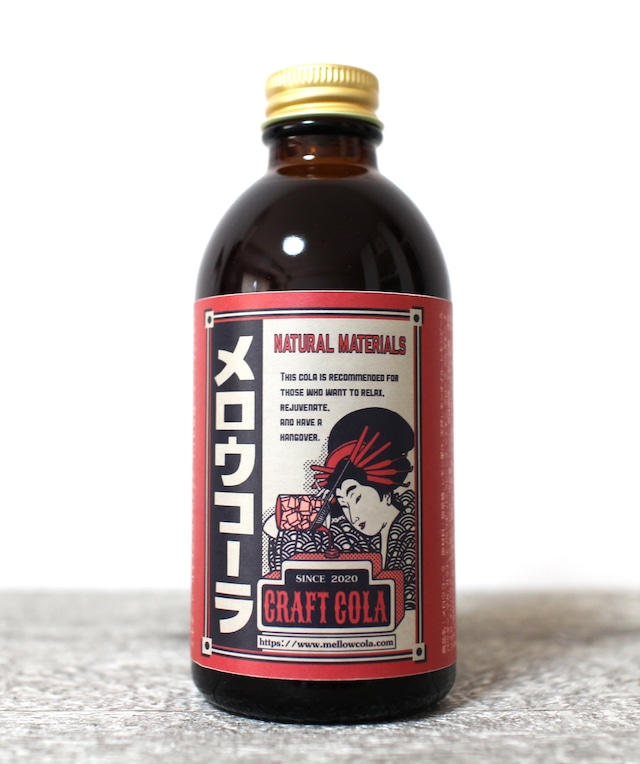 メロウコーラ
NATURAL MATERIALS
THIS COLA IS RECOMMENDED FOR
THOSE WHO WANT TO RELAX,
REJUVENATE,
AND HAVE A
HANGOVER.
SINCE 2020
CRAFT COLA
https://www.mellowcola.com